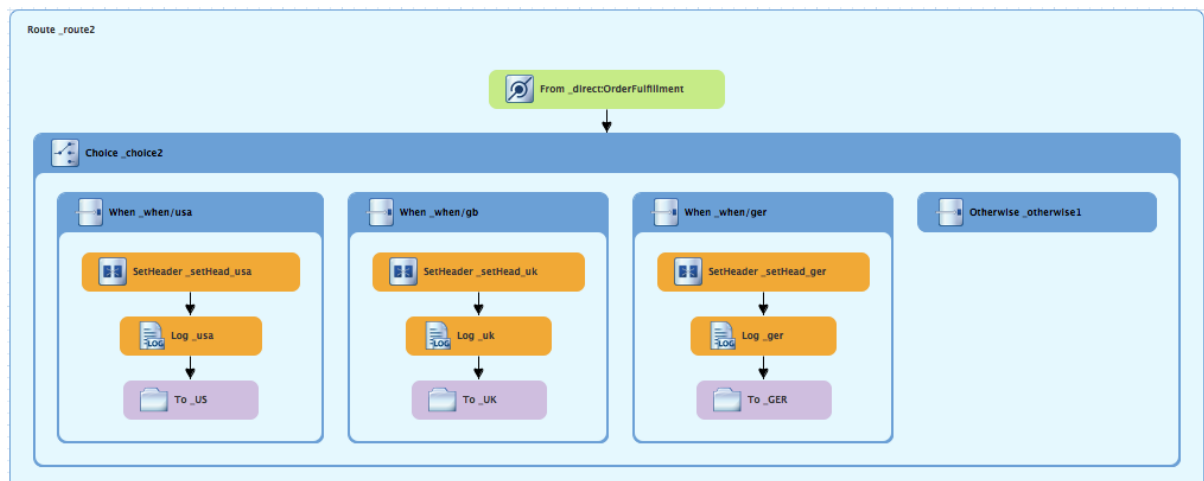 Route _route2
From _direct:OrderFulfillment
Choice _choice2
When _when/usa
When _when/gb
When _when/ger
Otherwise _otherwise1
SetHeader _setHead_usa
SetHeader _setHead_uk
SetHeader _setHead_ger
LOG Log _usa
LOG Log _uk
LOG Log _ger
To _US
To _UK
To _GER